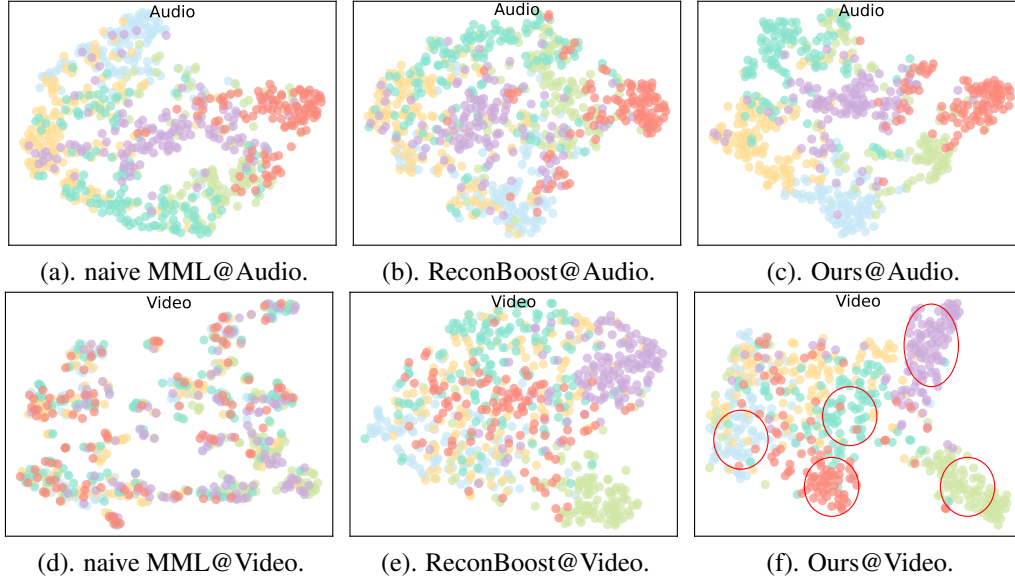 Audio
Audio
Audio
(a). naive MML@Audio.
(b). ReconBoost@Audio.
(c). Ours@Audio.
Video
Video
Video
(d). naive MML@Video.
(e). ReconBoost@Video.
(f). Ours@Video.